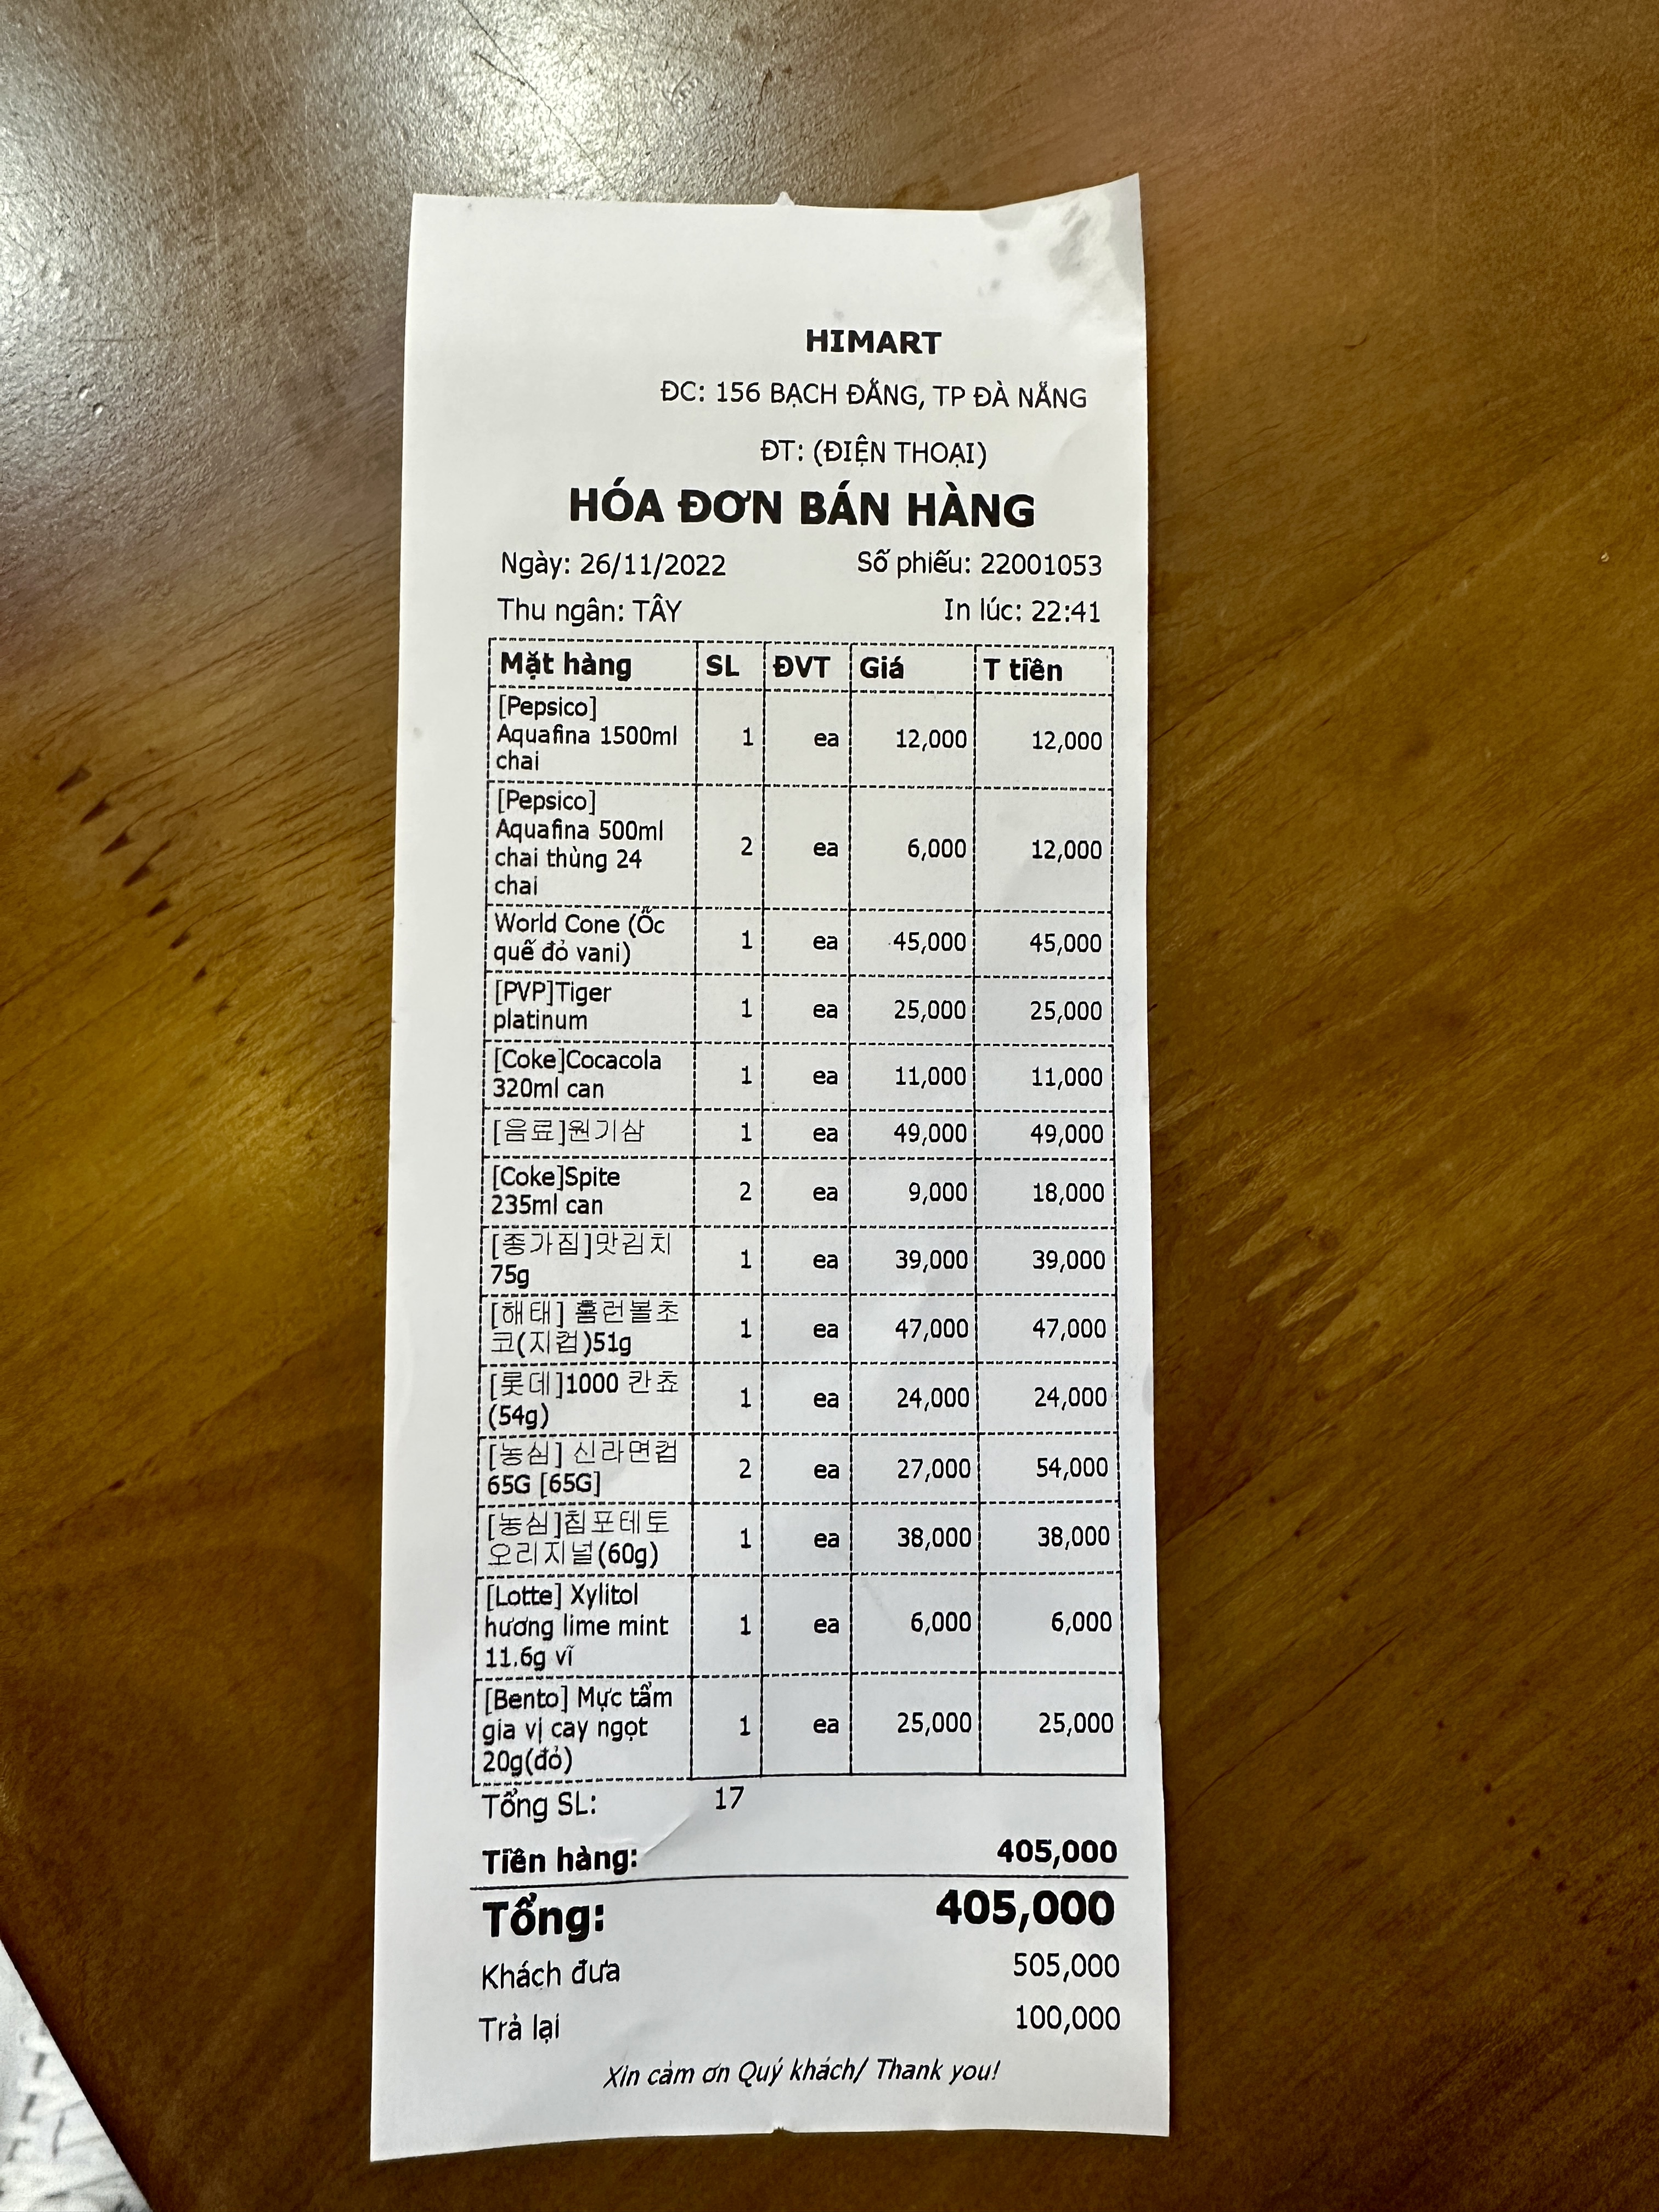 HIMART
ĐC: 156 BẠCH ĐẰNG, TP ĐÀ NẴNG
ĐT: (ĐIỆN THOẠI)
HÓA ĐƠN BÁN HÀNG
Ngày: 26/11/2022 Số phiếu: 22001053
Thu ngân: TÂY In lúc: 22:41
Mặt hàng SL ĐVT Giá T tiền
[Pepsico]
Aquafina 1500ml 1 ea 12,000 12,000
chai
[Pepsico]
Aquafina 500ml
chai thùng 24 2 ea 6,000 12,000
chai
World Cone (Ốc 1 ea 45,000 45,000
quế đỏ vani)
[PVP]Tiger 1 ea 25,000 25,000
platinum
[Coke]Cocacola 1 ea 11,000 11,000
320ml can
[음료]원기삼 1 ea 49,000 49,000
[Coke]Spite 2 ea 9,000 18,000
235ml can
[종가집]맛김치 1 ea 39,000 39,000
75g
[해태] 홈런볼초 1 ea 47,000 47,000
코(지컵)51g
[롯데]1000 칸쵸 1 ea 24,000 24,000
(54g)
[농심] 신라면컵 2 ea 27,000 54,000
65G [65G]
[농심]칩포테토 1 ea 38,000 38,000
오리지널(60g)
[Lotte] Xylitol
hương lime mint 1 ea 6,000 6,000
11.6g vĩ
[Bento] Mực tẩm
gia vị cay ngọt 1 ea 25,000 25,000
20g(đỏ)
Tổng SL: 17
Tiền hàng: 405,000
Tổng: 405,000
Khách đưa 505,000
Trả lại 100,000
Xin cảm ơn Quý khách/ Thank you!